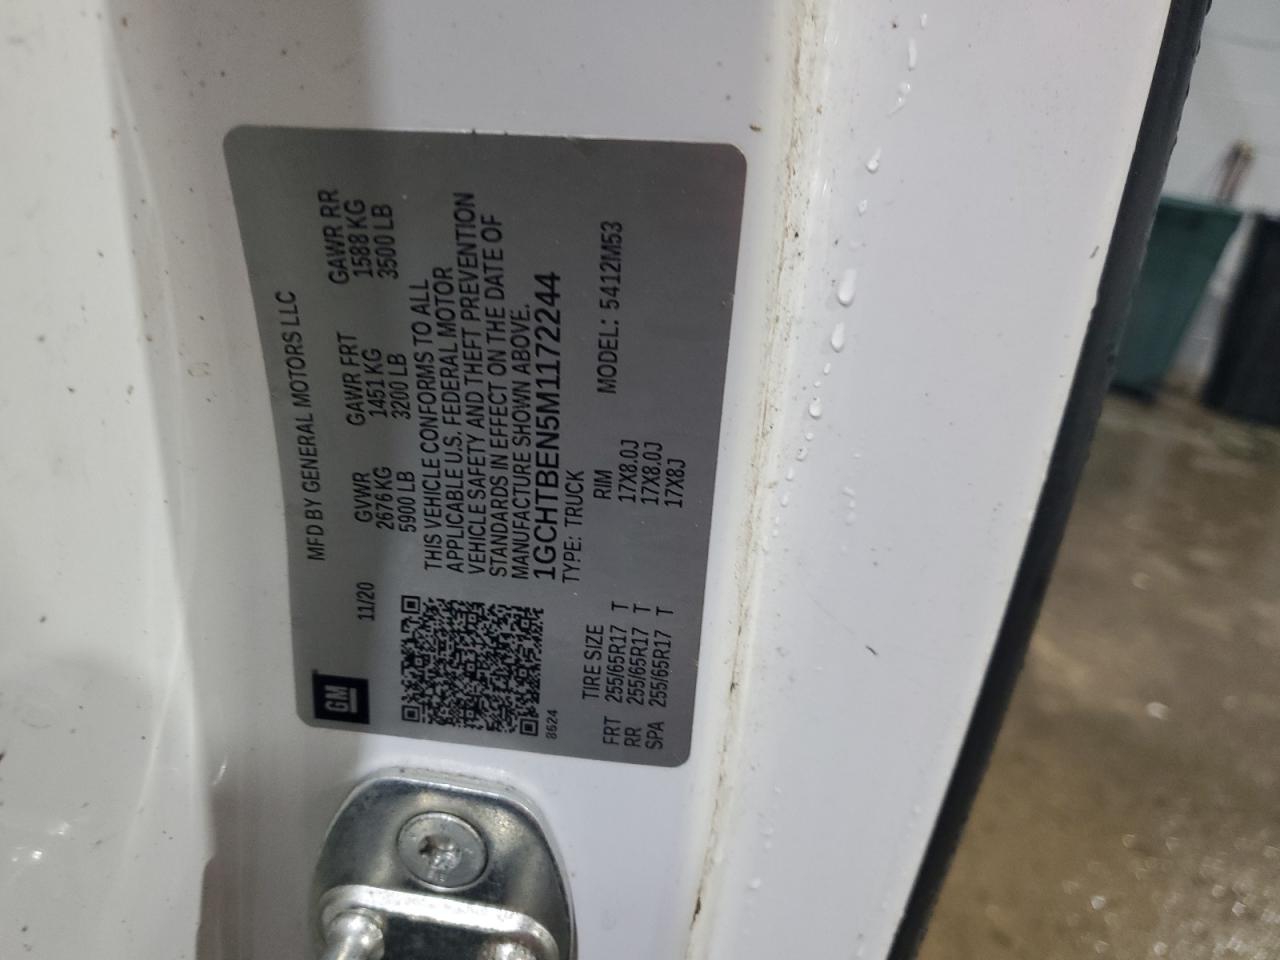 GM
MFD BY GENERAL MOTORS LLC
11/20
GVWR GAWR FRT GAWR RR
2676 KG 1451 KG 1588 KG
5900 LB 3200 LB 3500 LB
THIS VEHICLE CONFORMS TO ALL
APPLICABLE U.S. FEDERAL MOTOR
VEHICLE SAFETY AND THEFT PREVENTION
STANDARDS IN EFFECT ON THE DATE OF
MANUFACTURE SHOWN ABOVE.
1GCHTBEN5M1172244
8624
TYPE: TRUCK MODEL: 5412M53
TIRE SIZE RIM
FRT 255/65R17 T 17X8.0J
RR 255/65R17 T 17X8.0J
SPA 255/65R17 T 17X8J